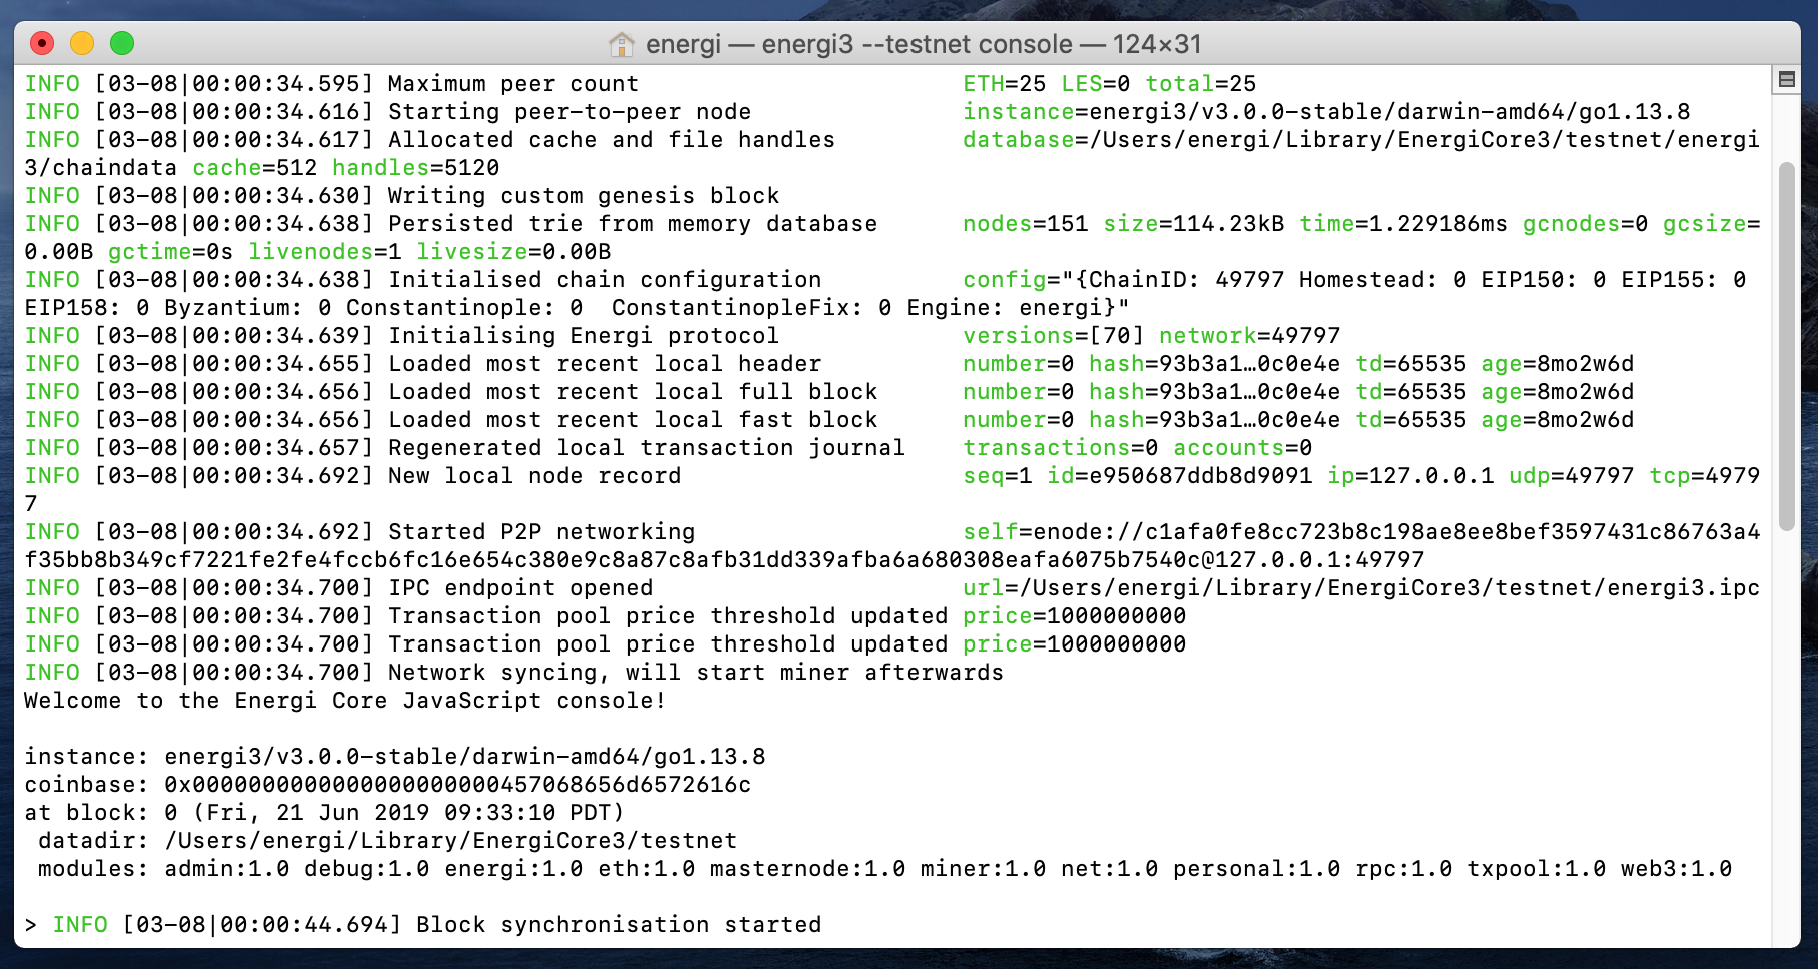 energi — energi3 --testnet console — 124×31
INFO [03-08|00:00:34.595] Maximum peer count                       ETH=25 LES=0 total=25
INFO [03-08|00:00:34.616] Starting peer-to-peer node               instance=energi3/v3.0.0-stable/darwin-amd64/go1.13.8
INFO [03-08|00:00:34.617] Allocated cache and file handles         database=/Users/energi/Library/EnergiCore3/testnet/energi
3/chaindata cache=512 handles=5120
INFO [03-08|00:00:34.630] Writing custom genesis block
INFO [03-08|00:00:34.638] Persisted trie from memory database      nodes=151 size=114.23kB time=1.229186ms gcnodes=0 gcsize=
0.00B gctime=0s livenodes=1 livesize=0.00B
INFO [03-08|00:00:34.638] Initialised chain configuration          config="{ChainID: 49797 Homestead: 0 EIP150: 0 EIP155: 0
EIP158: 0 Byzantium: 0 Constantinople: 0  ConstantinopleFix: 0 Engine: energi}"
INFO [03-08|00:00:34.639] Initialising Energi protocol             versions=[70] network=49797
INFO [03-08|00:00:34.655] Loaded most recent local header          number=0 hash=93b3a1…0c0e4e td=65535 age=8mo2w6d
INFO [03-08|00:00:34.656] Loaded most recent local full block      number=0 hash=93b3a1…0c0e4e td=65535 age=8mo2w6d
INFO [03-08|00:00:34.656] Loaded most recent local fast block      number=0 hash=93b3a1…0c0e4e td=65535 age=8mo2w6d
INFO [03-08|00:00:34.657] Regenerated local transaction journal    transactions=0 accounts=0
INFO [03-08|00:00:34.692] New local node record                    seq=1 id=e950687ddb8d9091 ip=127.0.0.1 udp=49797 tcp=4979
7
INFO [03-08|00:00:34.692] Started P2P networking                   self=enode://c1afa0fe8cc723b8c198ae8ee8bef3597431c86763a4
f35bb8b349cf7221fe2fe4fccb6fc16e654c380e9c8a87c8afb31dd339afba6a680308eafa6075b7540c@127.0.0.1:49797
INFO [03-08|00:00:34.700] IPC endpoint opened                      url=/Users/energi/Library/EnergiCore3/testnet/energi3.ipc
INFO [03-08|00:00:34.700] Transaction pool price threshold updated price=1000000000
INFO [03-08|00:00:34.700] Transaction pool price threshold updated price=1000000000
INFO [03-08|00:00:34.700] Network syncing, will start miner afterwards
Welcome to the Energi Core JavaScript console!
instance: energi3/v3.0.0-stable/darwin-amd64/go1.13.8
coinbase: 0x0000000000000000000000457068656d6572616c
at block: 0 (Fri, 21 Jun 2019 09:33:10 PDT)
datadir: /Users/energi/Library/EnergiCore3/testnet
modules: admin:1.0 debug:1.0 energi:1.0 eth:1.0 masternode:1.0 miner:1.0 net:1.0 personal:1.0 rpc:1.0 txpool:1.0 web3:1.0
> INFO [03-08|00:00:44.694] Block synchronisation started